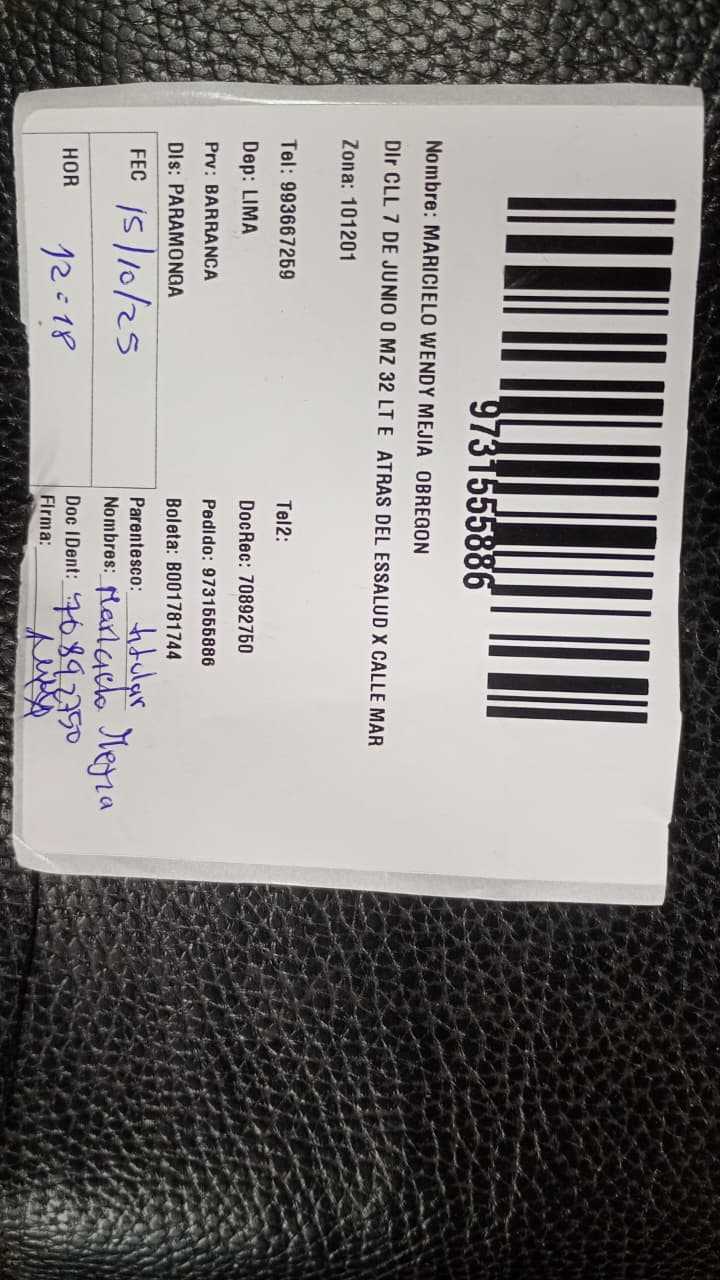 9731555886
Nombre: MARICIELO WENDY MEJIA OBREGON
Dir CLL 7 DE JUNIO 0 MZ 32 LT E ATRAS DEL ESSALUD X CALLE MAR
Zona: 101201
Tel: 993667259 Tel2:
Dep: LIMA DocRec: 70892750
Prv: BARRANCA Pedido: 9731555886
Dis: PARAMONGA Boleta: B001781744
FEC 15/10/25 Parentesco: titular
Nombres: Maricielo Mejia
HOR 12:18 Doc IDent: 70892750
Firma: